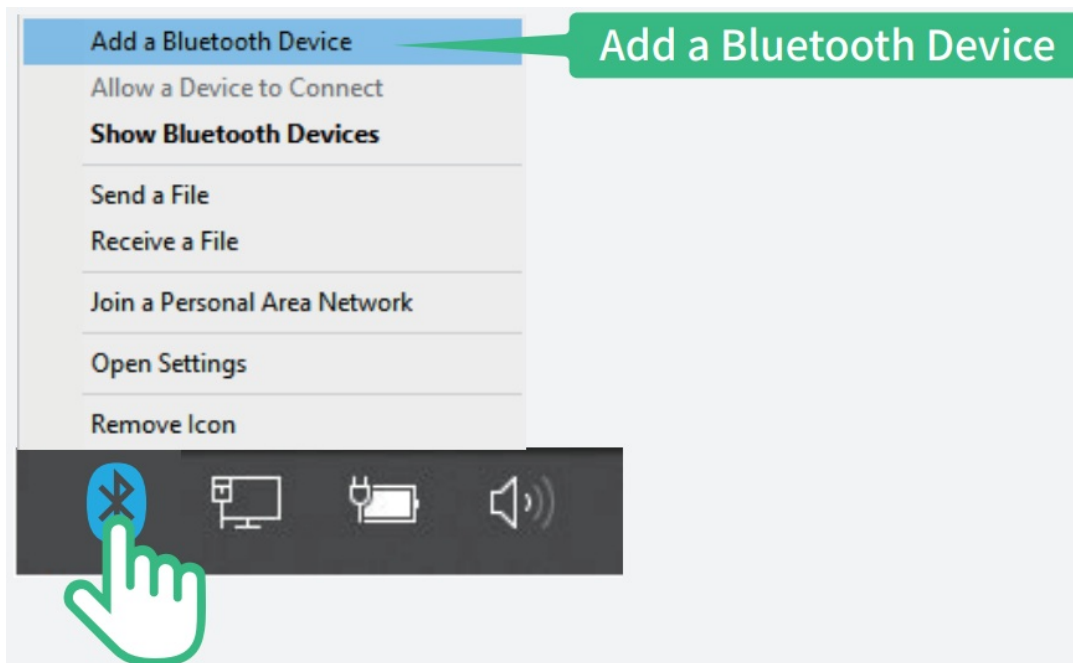 Add a Bluetooth Device
Add a Bluetooth Device
Allow a Device to Connect
Show Bluetooth Devices
Send a File
Receive a File
Join a Personal Area Network
Open Settings
Remove Icon